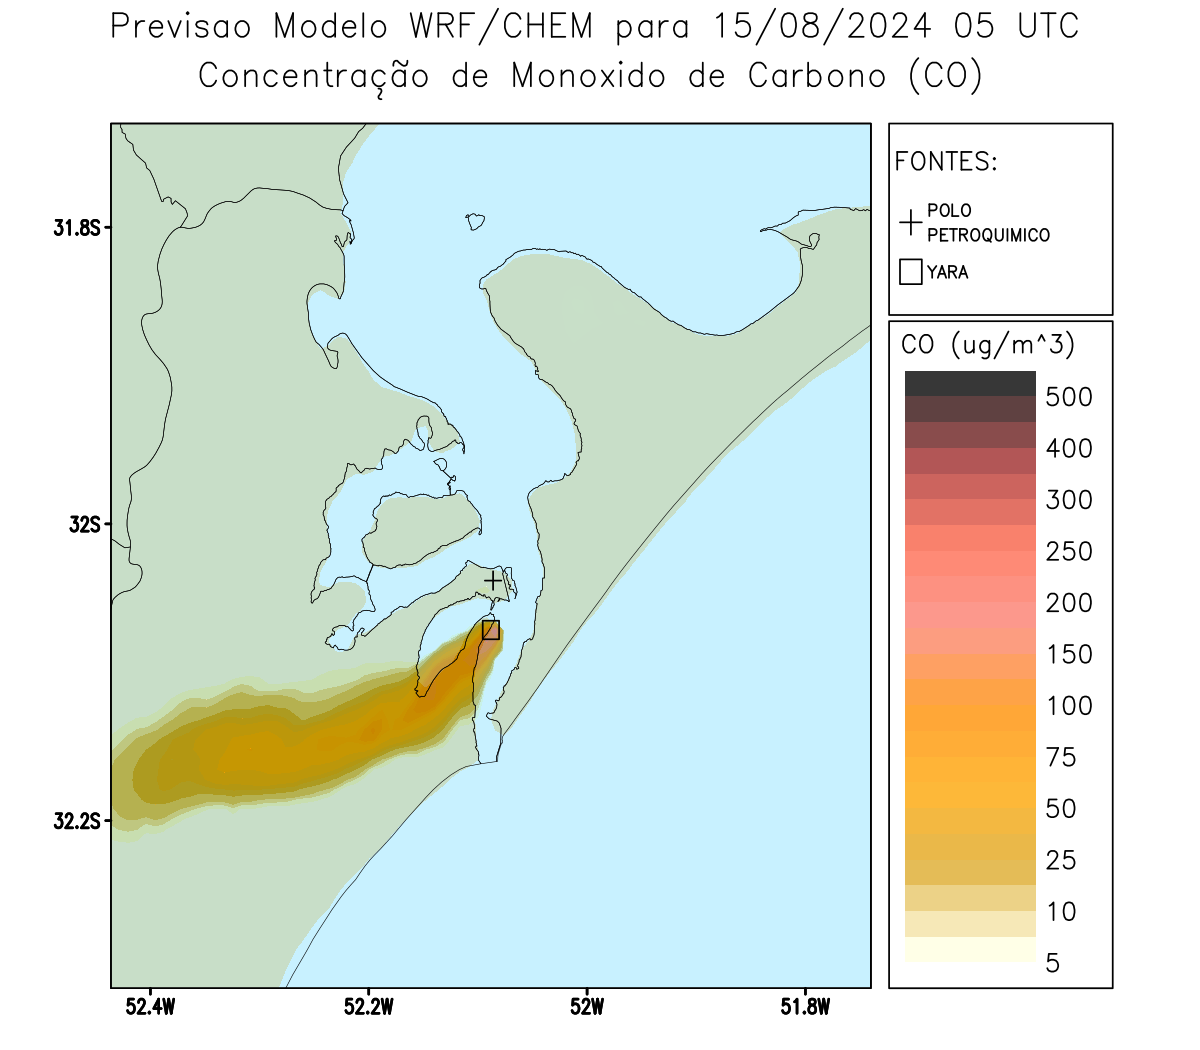 Previsao Modelo WRF/CHEM para 15/08/2024 05 UTC
Concentração de Monoxido de Carbono (CO)
FONTES:
POLO
PETROQUIMICO
YARA
31.8S
32S
32.2S
52.4W
52.2W
52W
51.8W
CO (ug/m^3)
500
400
300
250
200
150
100
75
50
25
10
5